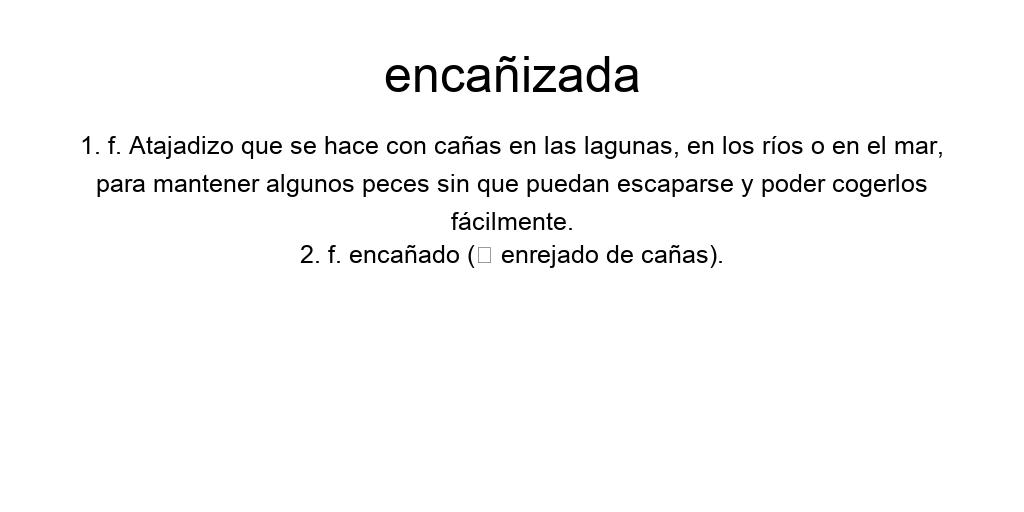 encañizada
1. f. Atajadizo que se hace con cañas en las lagunas, en los ríos o en el mar,
para mantener algunos peces sin que puedan escaparse y poder cogerlos
fácilmente.
2. f. encañado (□ enrejado de cañas).